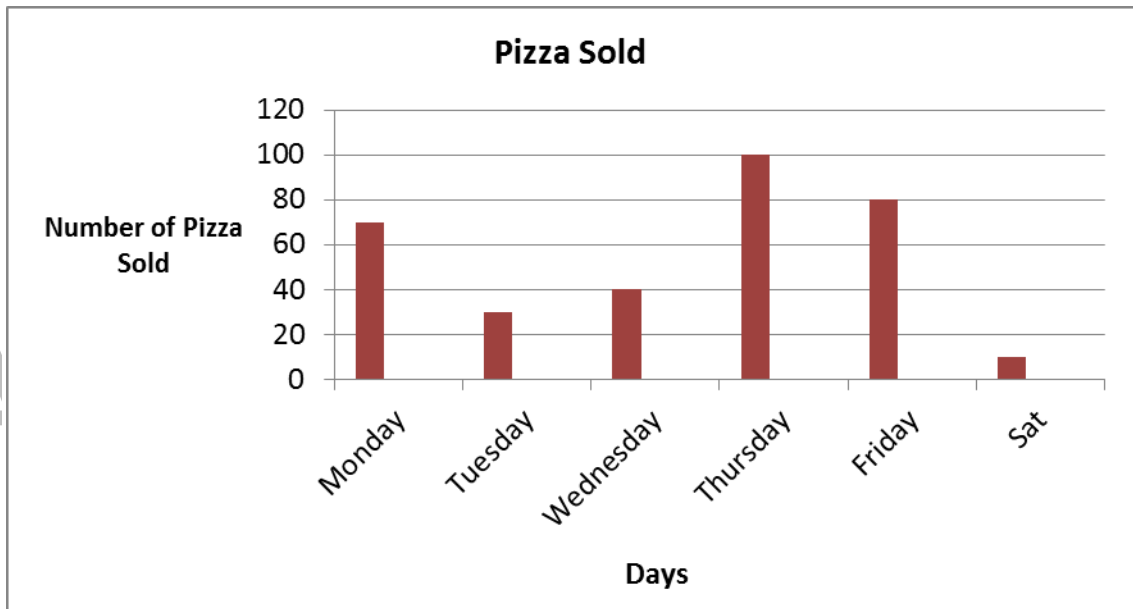 Pizza Sold
120
100
80
60
40
20
0
Number of Pizza
Sold
Monday
Tuesday
Wednesday
Thursday
Friday
Sat
Days